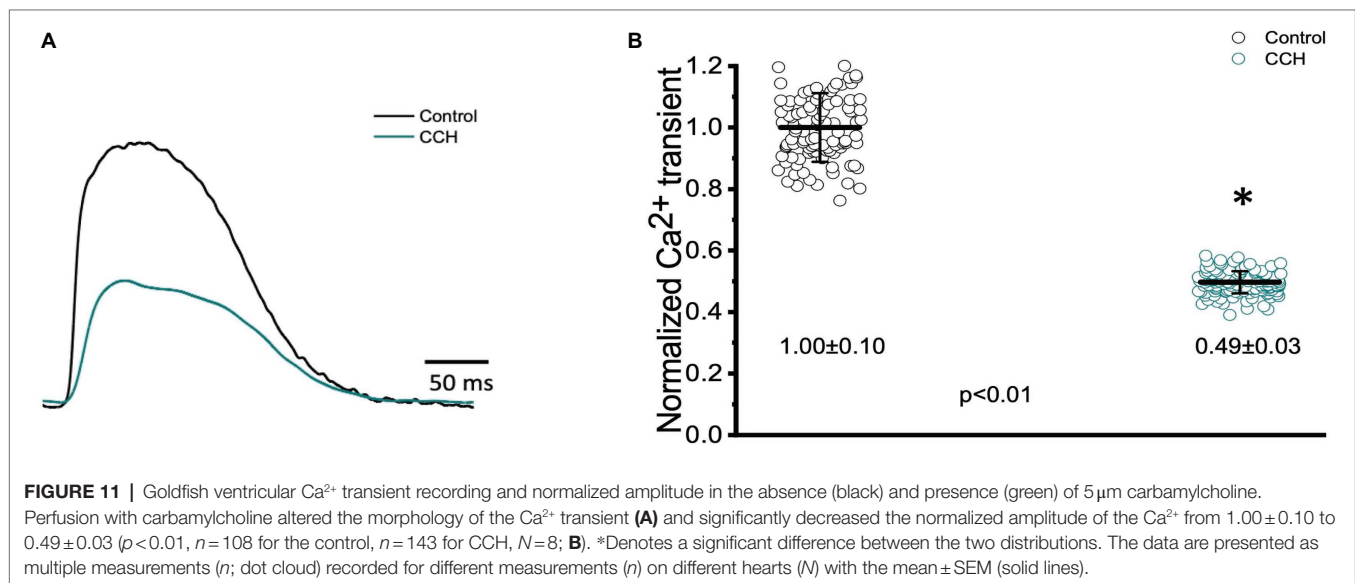 A
Control
CCH
50 ms
B
Control
CCH
Normalized Ca²⁺ transient
1.2
1.0
0.8
0.6
0.4
0.2
0.0
*
1.00±0.10
0.49±0.03
p<0.01
FIGURE 11 | Goldfish ventricular Ca²⁺ transient recording and normalized amplitude in the absence (black) and presence (green) of 5 μm carbamylcholine.
Perfusion with carbamylcholine altered the morphology of the Ca²⁺ transient (A) and significantly decreased the normalized amplitude of the Ca²⁺ from 1.00 ± 0.10 to
0.49 ± 0.03 (p < 0.01, n = 108 for the control, n = 143 for CCH, N = 8; B). *Denotes a significant difference between the two distributions. The data are presented as
multiple measurements (n; dot cloud) recorded for different measurements (n) on different hearts (N) with the mean ± SEM (solid lines).